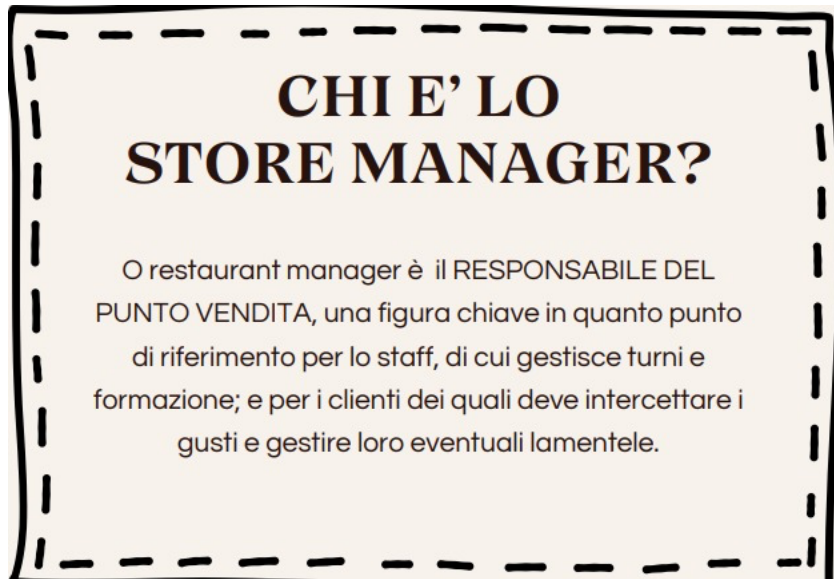 CHI E’ LO
STORE MANAGER?
O restaurant manager è il RESPONSABILE DEL
PUNTO VENDITA, una figura chiave in quanto punto
di riferimento per lo staff, di cui gestisce turni e
formazione; e per i clienti dei quali deve intercettare i
gusti e gestire loro eventuali lamentele.